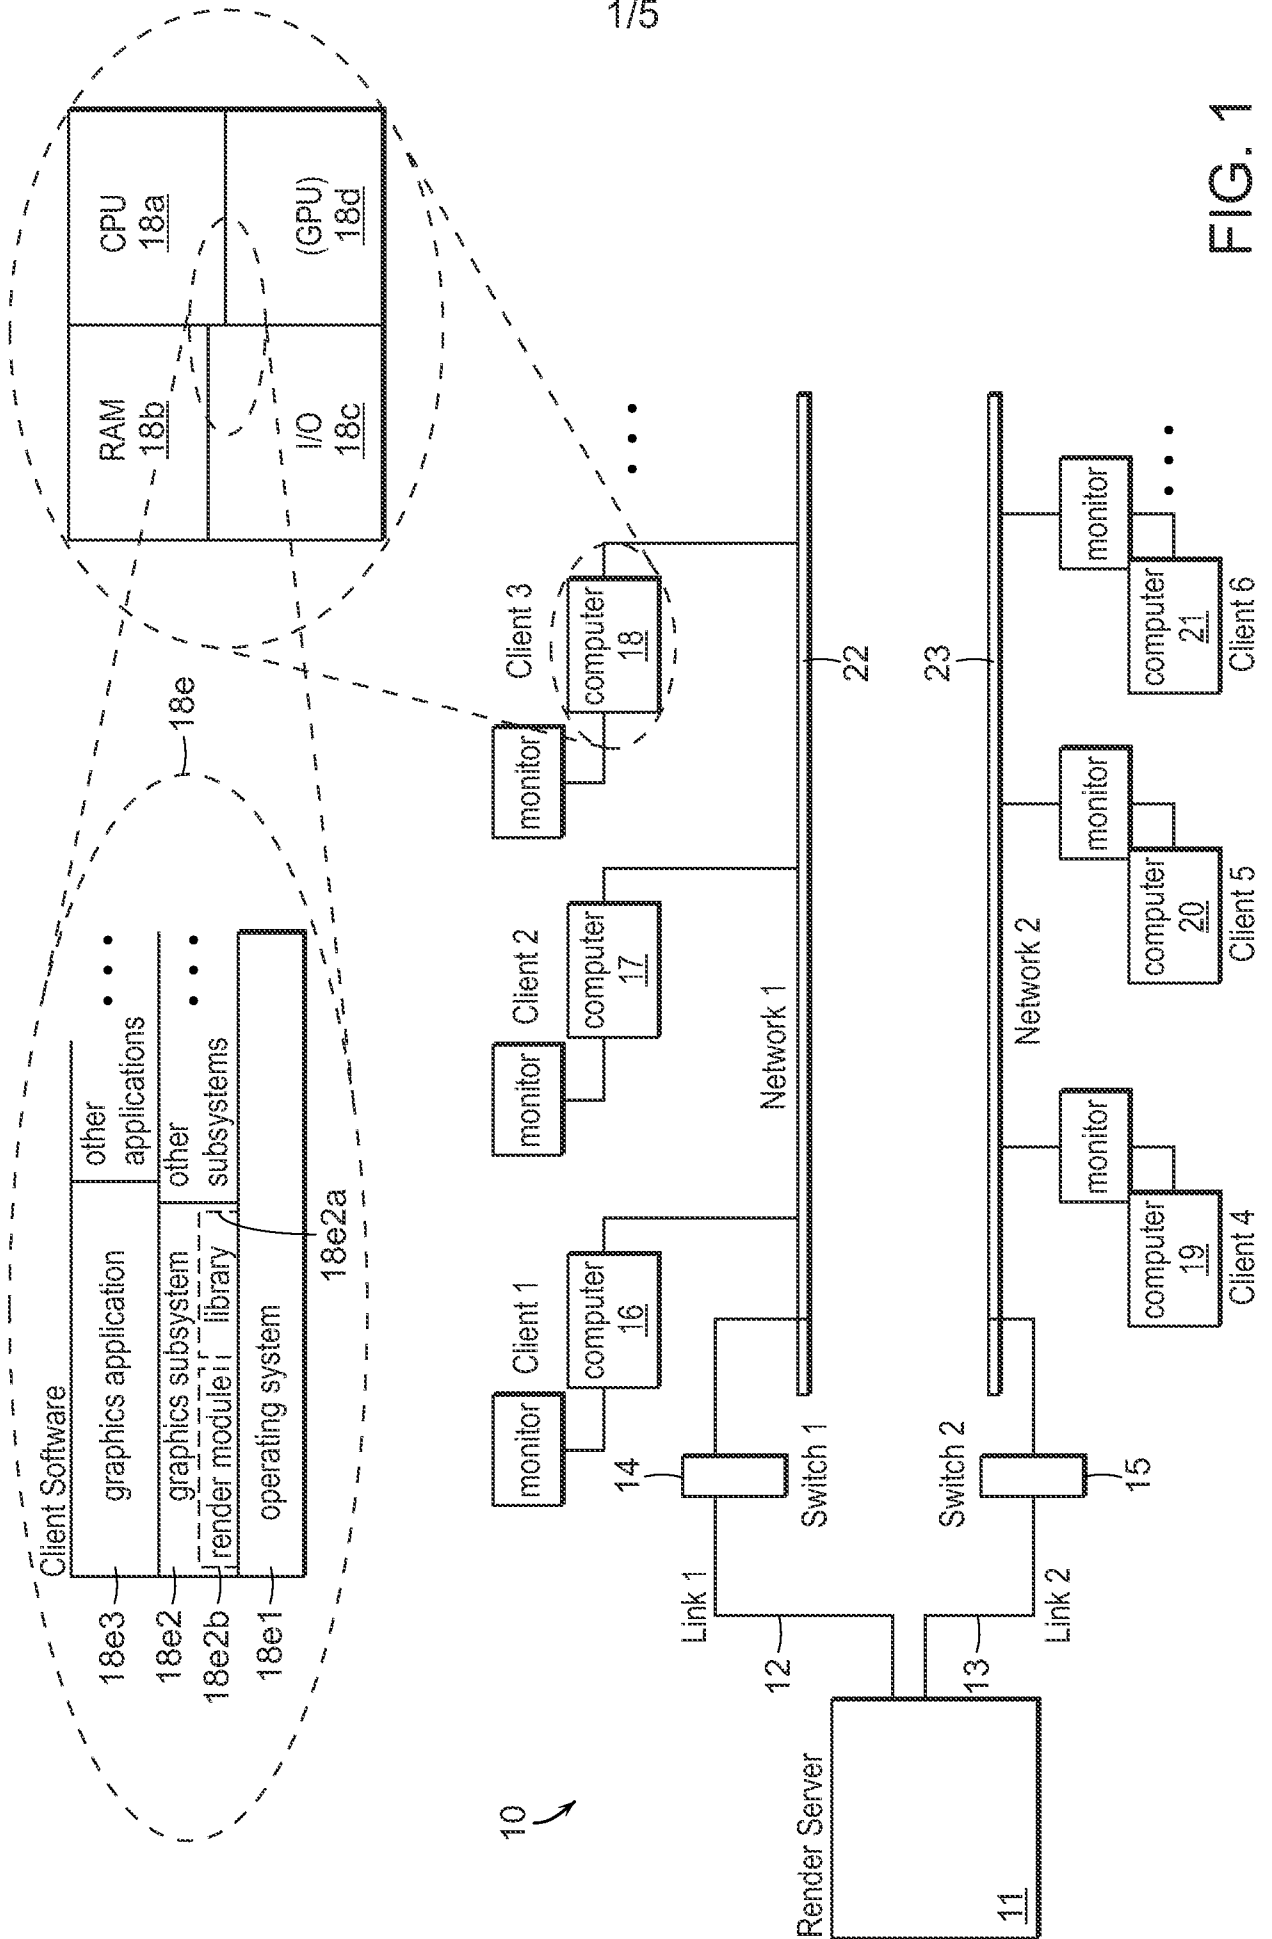 1/5
Client Software
18e3
graphics application
other
applications
• • •
18e2
graphics subsystem
other
subsystems
• • •
18e2b
render module
library
18e1
operating system
18e2a
18e
RAM
18b
CPU
18a
I/O
18c
(GPU)
18d
10
monitor
Client 1
computer
16
monitor
Client 2
computer
17
monitor
Client 3
computer
18
• • •
Link 1
14
12
Switch 1
Network 1
22
Render Server
11
13
Link 2
Switch 2
15
Network 2
23
monitor
computer
19
Client 4
monitor
computer
20
Client 5
monitor
computer
21
Client 6
• • •
FIG. 1